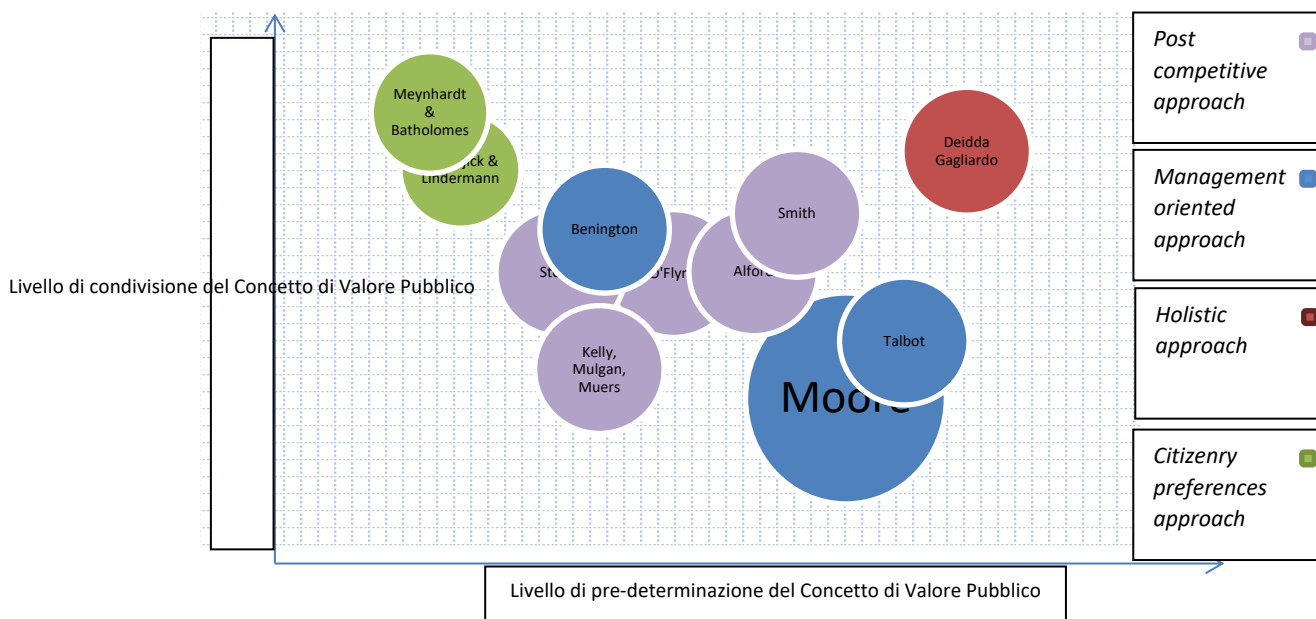 Meynhardt
&
Batholomes
&
Lindermann
Benington
Smith
Deidda
Gagliardo
Talbot
Moore
Kelly,
Mulgan,
Muers
Livello di condivisione del Concetto di Valore Pubblico
Livello di pre-determinazione del Concetto di Valore Pubblico
Post
competitive
approach
Management
oriented
approach
Holistic
approach
Citizenry
preferences
approach